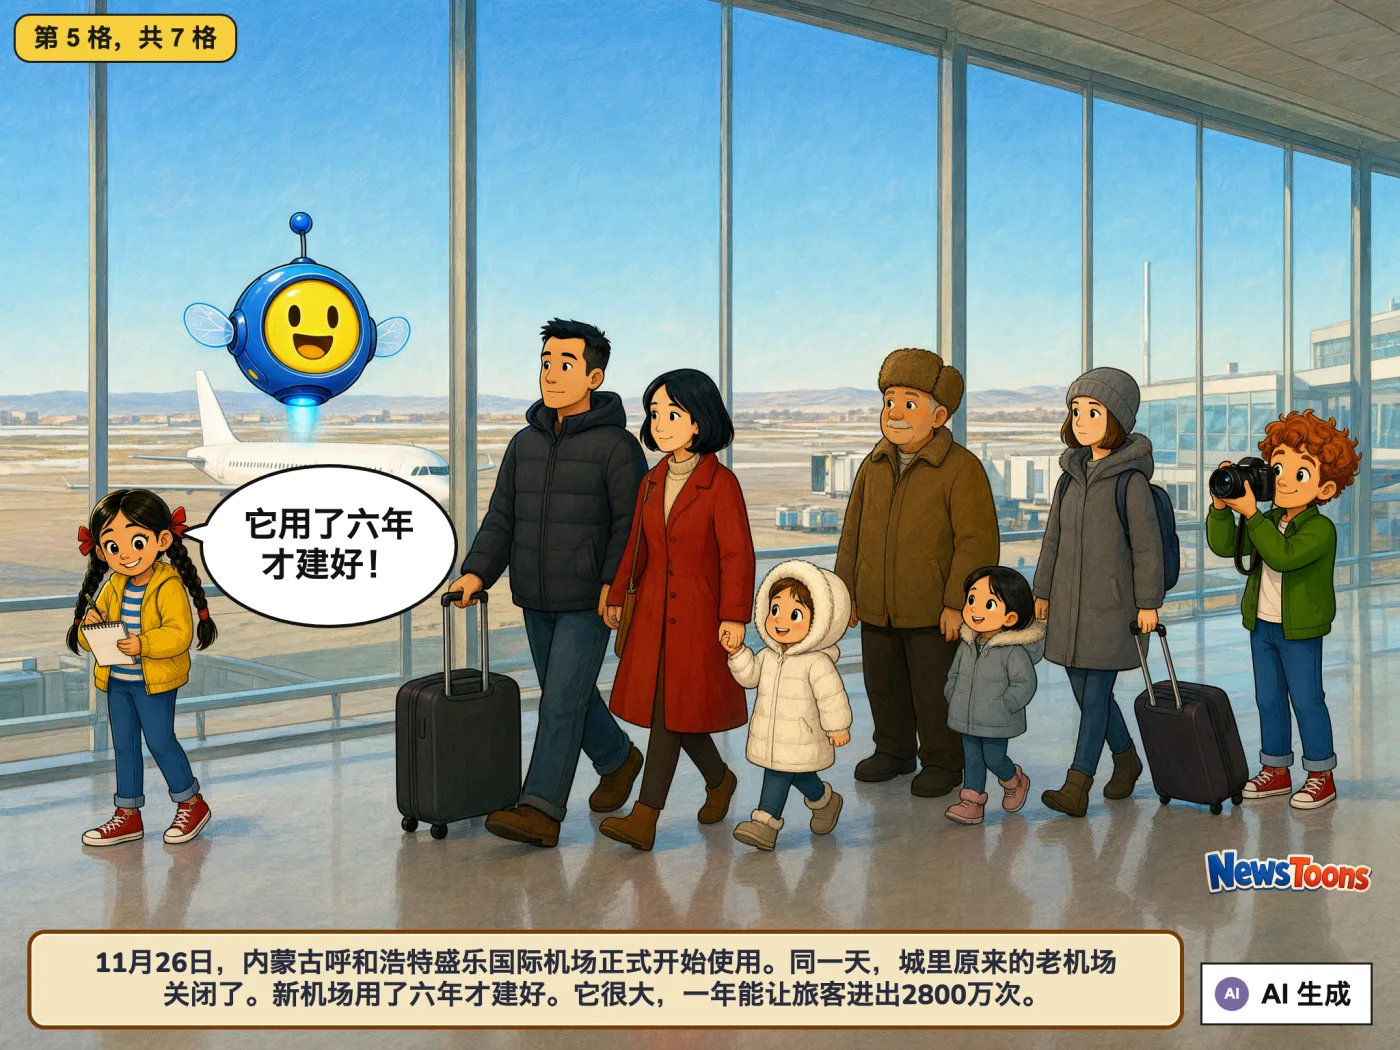 第 5 格，共 7 格
它用了六年
才建好！
NewsToons
11月26日，内蒙古呼和浩特盛乐国际机场正式开始使用。同一天，城里原来的老机场
关闭了。新机场用了六年才建好。它很大，一年能让旅客进出2800万次。
AI AI 生成